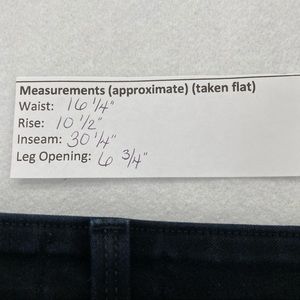 Measurements (approximate) (taken flat)
Waist: 16 1/4"
Rise: 10 1/2"
Inseam: 30 1/4"
Leg Opening: 6 3/4"